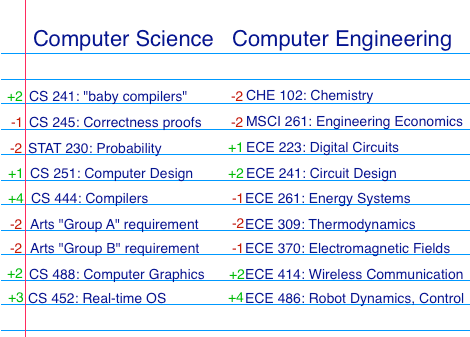 Computer Science Computer Engineering
+2 CS 241: "baby compilers" -2 CHE 102: Chemistry
-1 CS 245: Correctness proofs -2 MSCI 261: Engineering Economics
-2 STAT 230: Probability +1 ECE 223: Digital Circuits
+1 CS 251: Computer Design +2 ECE 241: Circuit Design
+4 CS 444: Compilers -1 ECE 261: Energy Systems
-2 Arts "Group A" requirement -2 ECE 309: Thermodynamics
-2 Arts "Group B" requirement -1 ECE 370: Electromagnetic Fields
+2 CS 488: Computer Graphics +2 ECE 414: Wireless Communication
+3 CS 452: Real-time OS +4 ECE 486: Robot Dynamics, Control